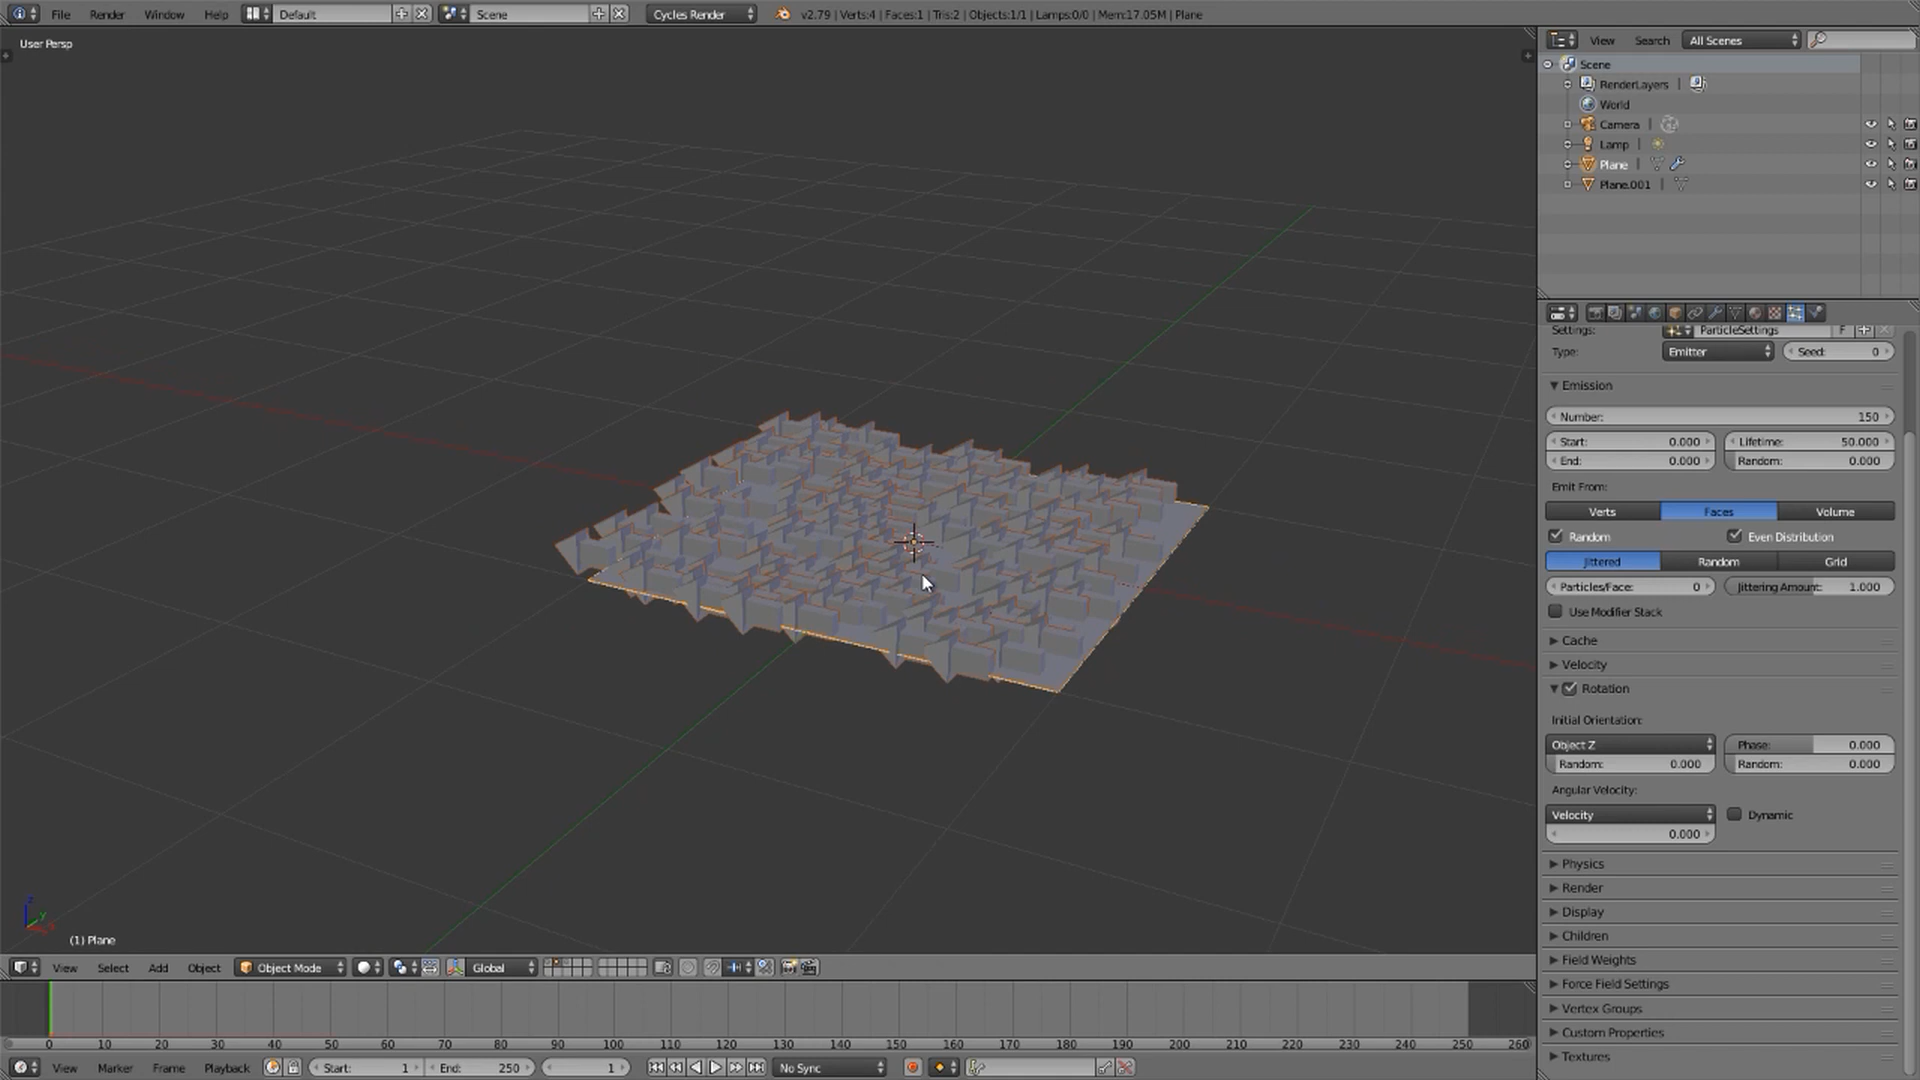 File Render Window Help Default Scene Cycles Render v2.79 | Verts:4 | Faces:1 | Tris:2 | Objects:1/1 | Lamps:0/0 | Mem:17.05M | Plane
User Persp
View Search All Scenes
Scene
RenderLayers
World
Camera
Lamp
Plane
Plane.001
Settings: ParticleSettings F
Type: Emitter Seed: 0
Emission
Number: 150
Start: 0.000 Lifetime: 50.000
End: 0.000 Random: 0.000
Emit From:
Verts Faces Volume
Random Even Distribution
Jittered Random Grid
Particles/Face: 0 Jittering Amount: 1.000
Use Modifier Stack
Cache
Velocity
Rotation
Initial Orientation:
Object Z Phase: 0.000
Random: 0.000 Random: 0.000
Angular Velocity:
Velocity Dynamic
0.000
Physics
Render
Display
Children
Field Weights
Force Field Settings
Vertex Groups
Custom Properties
Textures
z
y
(1) Plane
View Select Add Object Object Mode Global
0 10 20 30 40 50 60 70 80 90 100 110 120 130 140 150 160 170 180 190 200 210 220 230 240 250 260
View Marker Frame Playback Start: 1 End: 250 1 No Sync